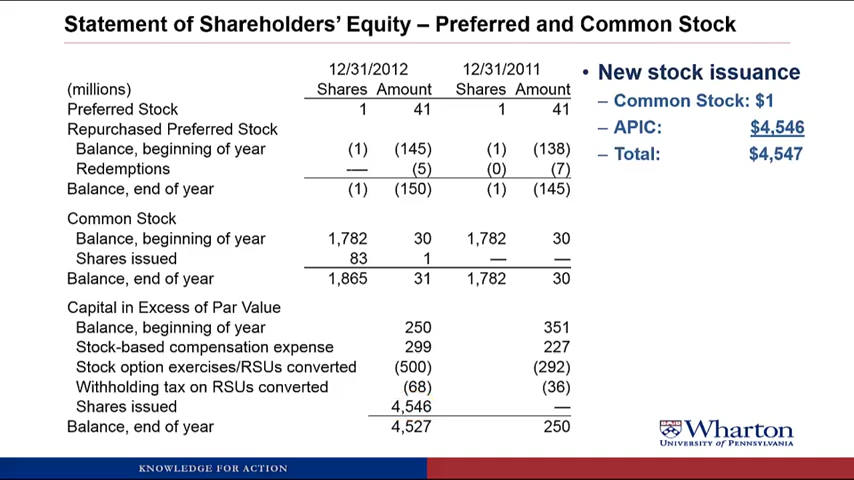 Statement of Shareholders' Equity – Preferred and Common Stock
12/31/2012 12/31/2011
(millions) Shares Amount Shares Amount
Preferred Stock 1 41 1 41
Repurchased Preferred Stock
Balance, beginning of year (1) (145) (1) (138)
Redemptions — (5) (0) (7)
Balance, end of year (1) (150) (1) (145)
Common Stock
Balance, beginning of year 1,782 30 1,782 30
Shares issued 83 1 — —
Balance, end of year 1,865 31 1,782 30
Capital in Excess of Par Value
Balance, beginning of year 250 351
Stock-based compensation expense 299 227
Stock option exercises/RSUs converted (500) (292)
Withholding tax on RSUs converted (68) (36)
Shares issued 4,546 —
Balance, end of year 4,527 250
• New stock issuance
– Common Stock: $1
– APIC: $4,546
– Total: $4,547
Wharton
UNIVERSITY of PENNSYLVANIA
KNOWLEDGE FOR ACTION